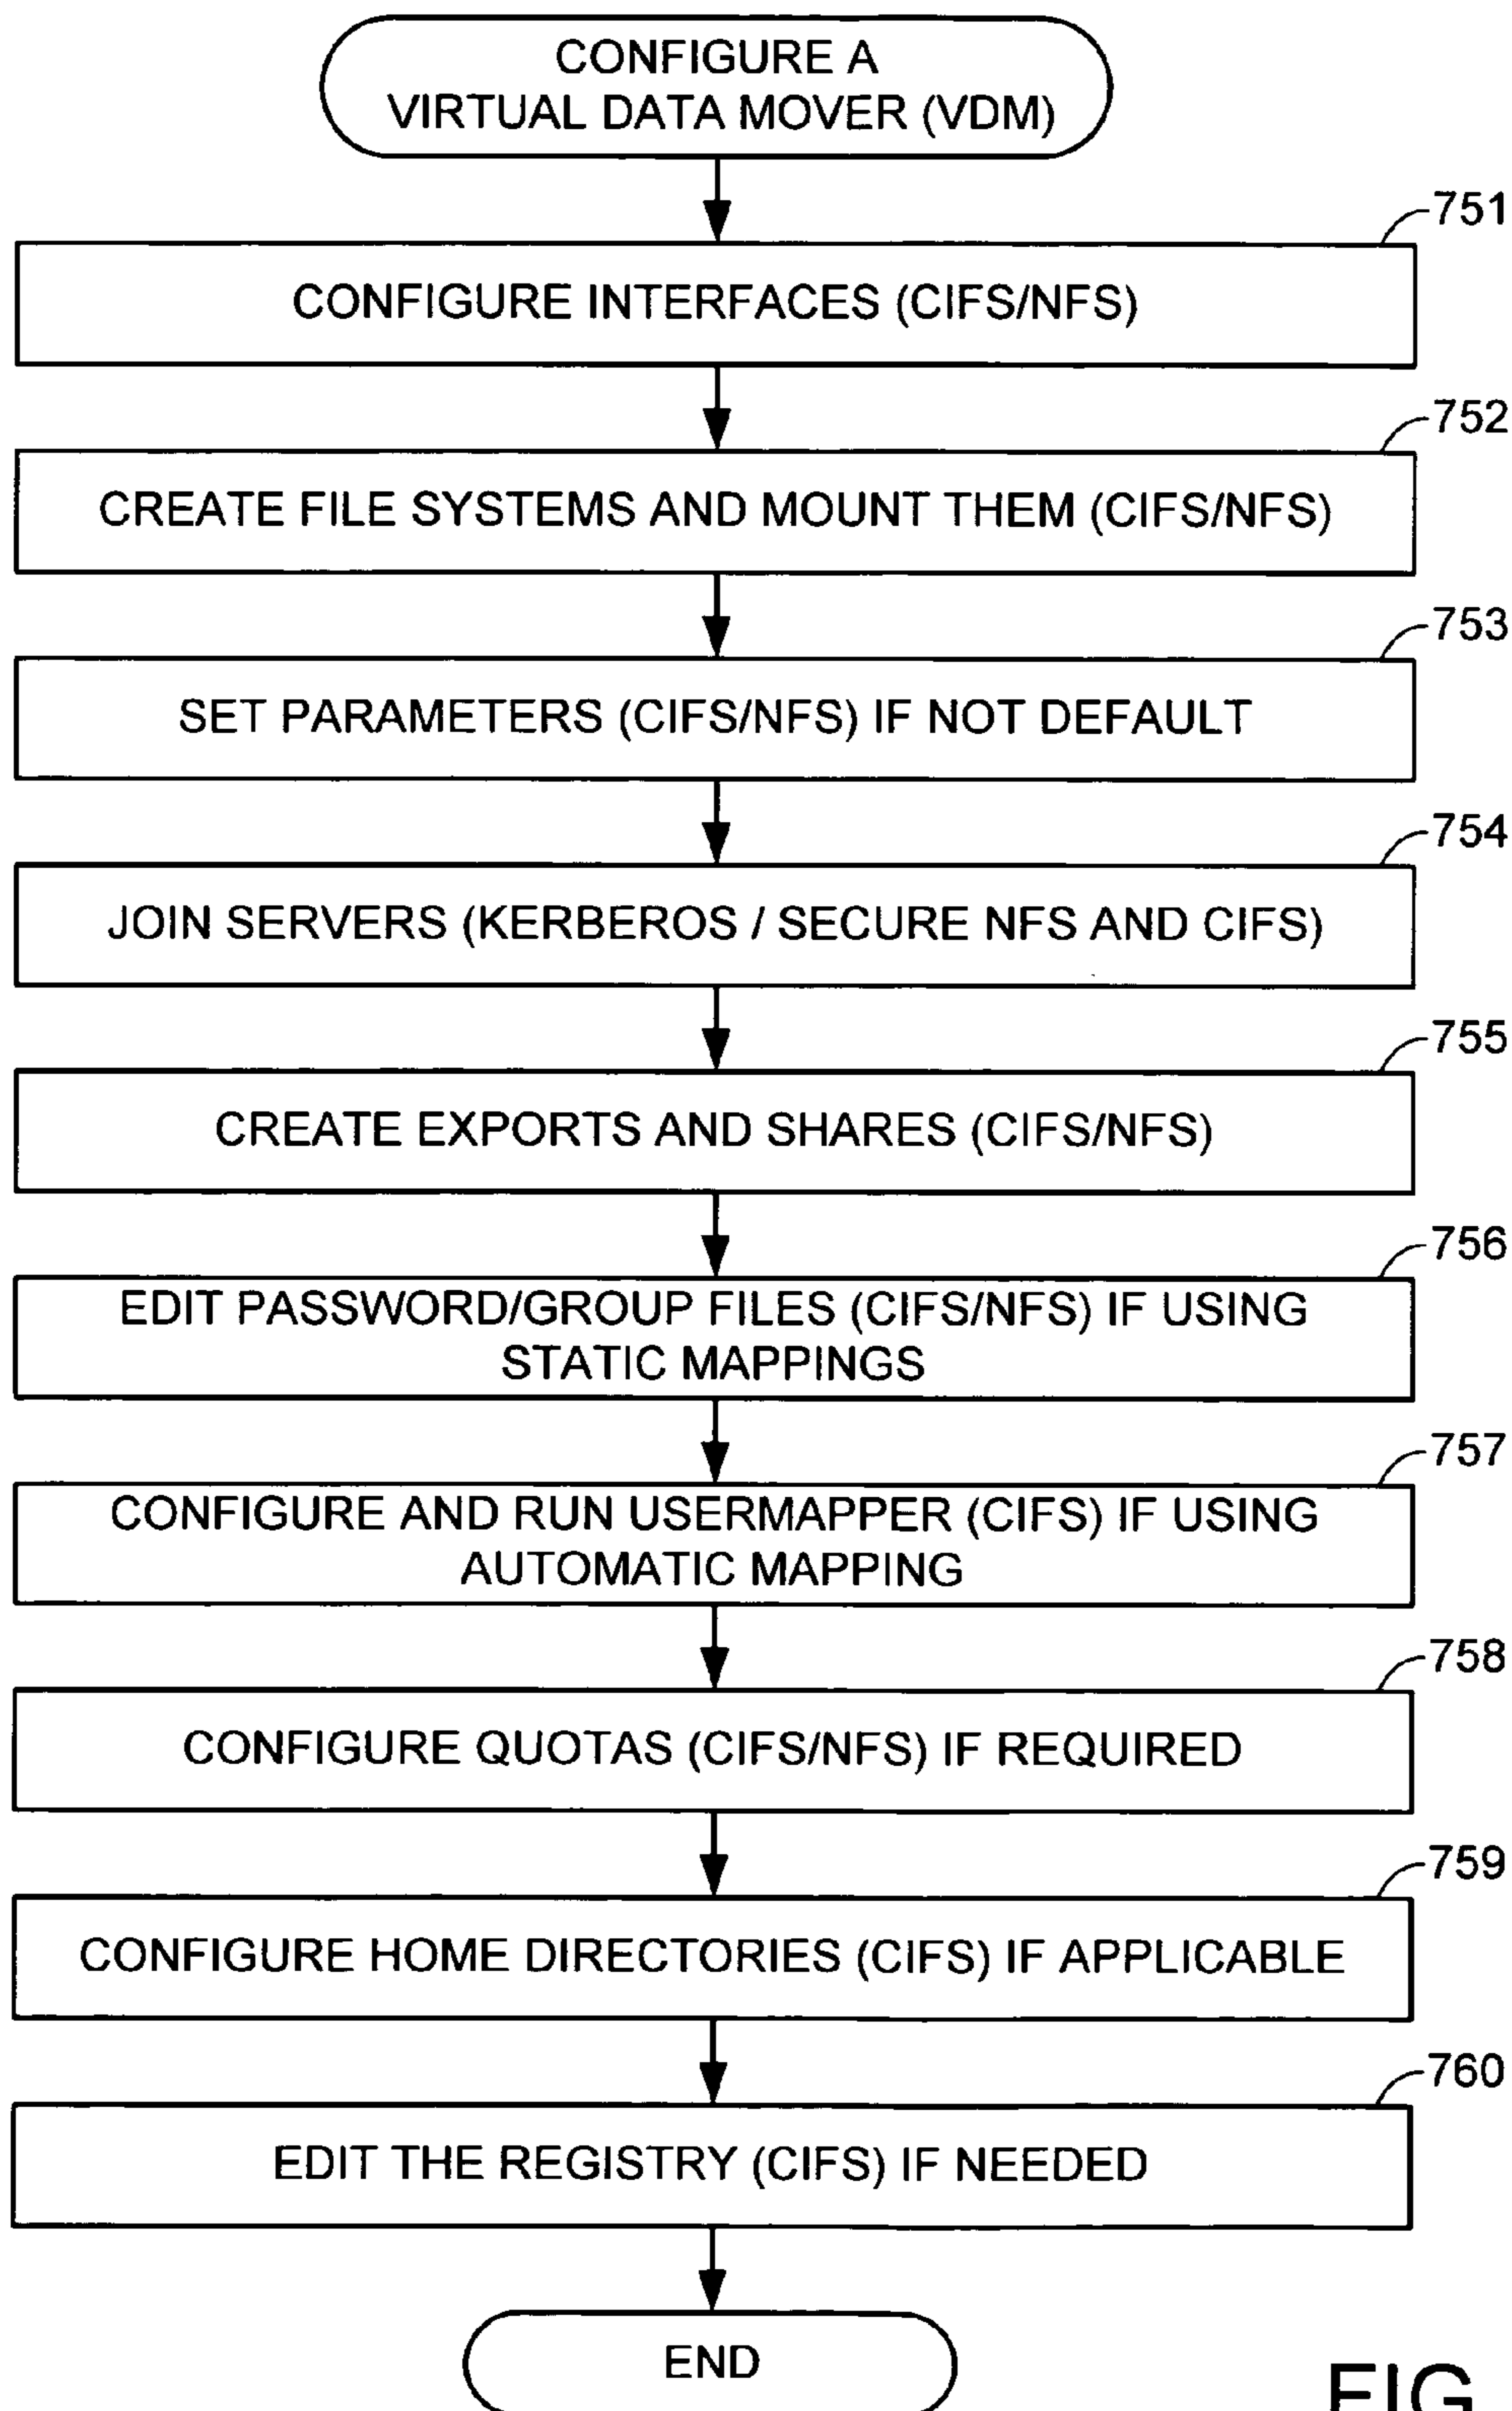 CONFIGURE A
VIRTUAL DATA MOVER (VDM)
751
CONFIGURE INTERFACES (CIFS/NFS)
752
CREATE FILE SYSTEMS AND MOUNT THEM (CIFS/NFS)
753
SET PARAMETERS (CIFS/NFS) IF NOT DEFAULT
754
JOIN SERVERS (KERBEROS / SECURE NFS AND CIFS)
755
CREATE EXPORTS AND SHARES (CIFS/NFS)
756
EDIT PASSWORD/GROUP FILES (CIFS/NFS) IF USING
STATIC MAPPINGS
757
CONFIGURE AND RUN USERMAPPER (CIFS) IF USING
AUTOMATIC MAPPING
758
CONFIGURE QUOTAS (CIFS/NFS) IF REQUIRED
759
CONFIGURE HOME DIRECTORIES (CIFS) IF APPLICABLE
760
EDIT THE REGISTRY (CIFS) IF NEEDED
END
FIG